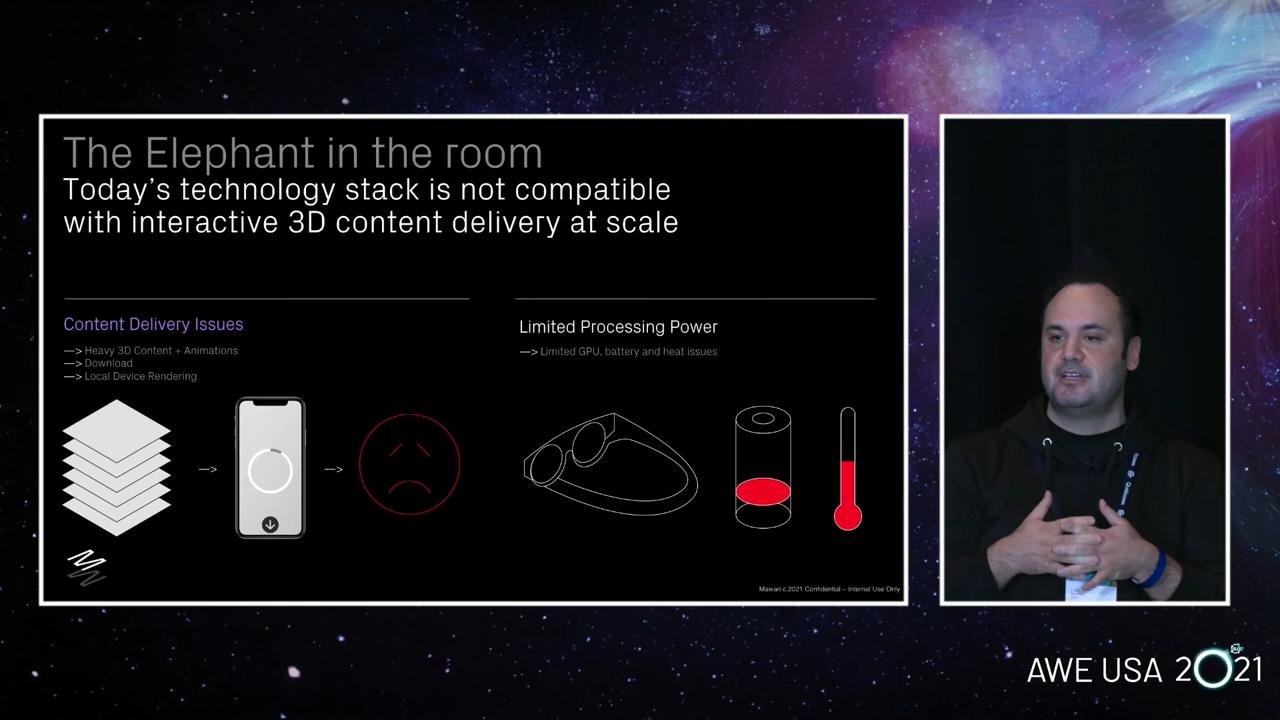 The Elephant in the room
Today's technology stack is not compatible
with interactive 3D content delivery at scale
Content Delivery Issues
—> Heavy 3D Content + Animations
—> Download
—> Local Device Rendering
Limited Processing Power
—> Limited GPU, battery and heat issues
Mawari c.2021 Confidential – Internal Use Only
Qualcomm
AWE USA 2021